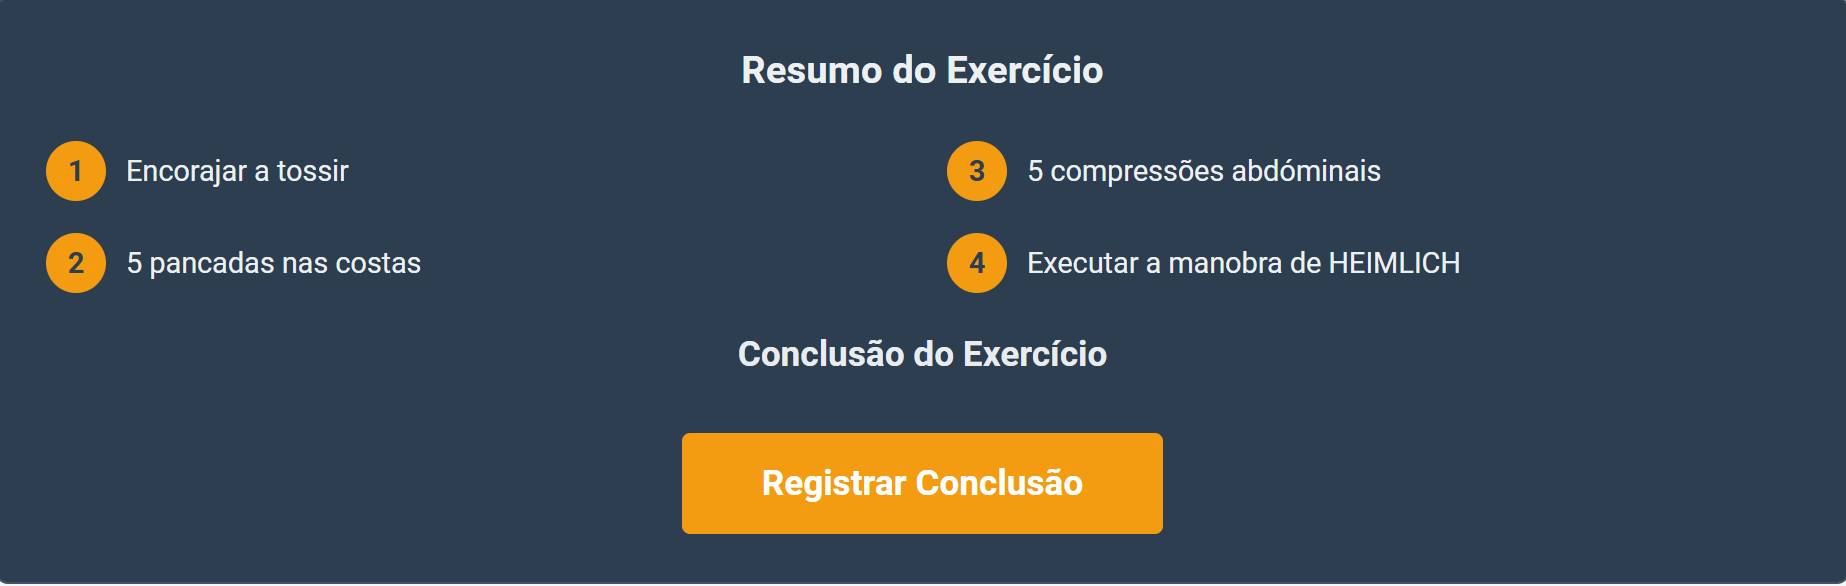 Resumo do Exercício
1 Encorajar a tossir
2 5 pancadas nas costas
3 5 compressões abdóminais
4 Executar a manobra de HEIMLICH
Conclusão do Exercício
Registrar Conclusão